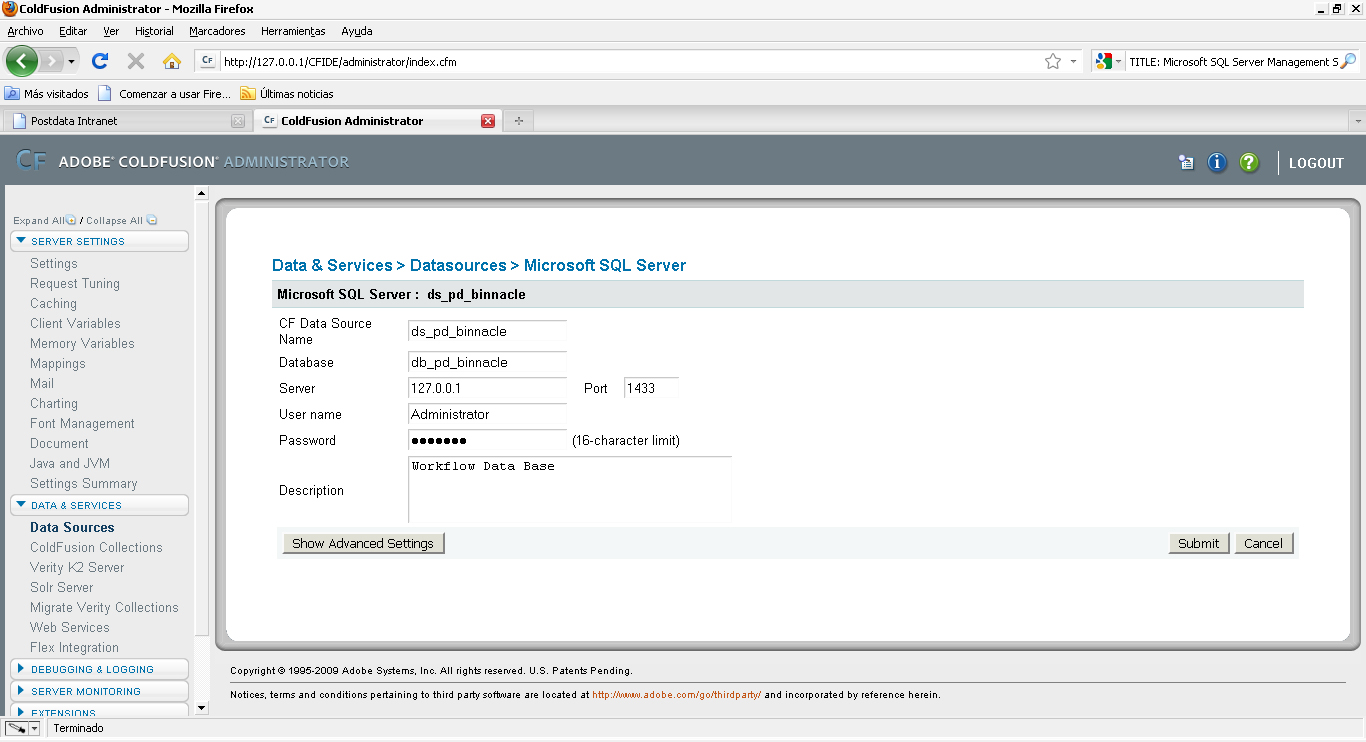 ColdFusion Administrator - Mozilla Firefox
Archivo Editar Ver Historial Marcadores Herramientas Ayuda
CF http://127.0.0.1/CFIDE/administrator/index.cfm TITLE: Microsoft SQL Server Management S
Más visitados Comenzar a usar Fire... Últimas noticias
Postdata Intranet CF ColdFusion Administrator
CF ADOBE® COLDFUSION® ADMINISTRATOR LOGOUT
Expand All / Collapse All
SERVER SETTINGS
Settings
Request Tuning
Caching
Client Variables
Memory Variables
Mappings
Mail
Charting
Font Management
Document
Java and JVM
Settings Summary
DATA & SERVICES
Data Sources
ColdFusion Collections
Verity K2 Server
Solr Server
Migrate Verity Collections
Web Services
Flex Integration
DEBUGGING & LOGGING
SERVER MONITORING
EXTENSIONS
Data & Services > Datasources > Microsoft SQL Server
Microsoft SQL Server : ds_pd_binnacle
CF Data Source
Name ds_pd_binnacle
Database db_pd_binnacle
Server 127.0.0.1 Port 1433
User name Administrator
Password ●●●●●●● (16-character limit)
Workflow Data Base
Description
Show Advanced Settings Submit Cancel
Copyright © 1995-2009 Adobe Systems, Inc. All rights reserved. U.S. Patents Pending.
Notices, terms and conditions pertaining to third party software are located at http://www.adobe.com/go/thirdparty/ and incorporated by reference herein.
Terminado